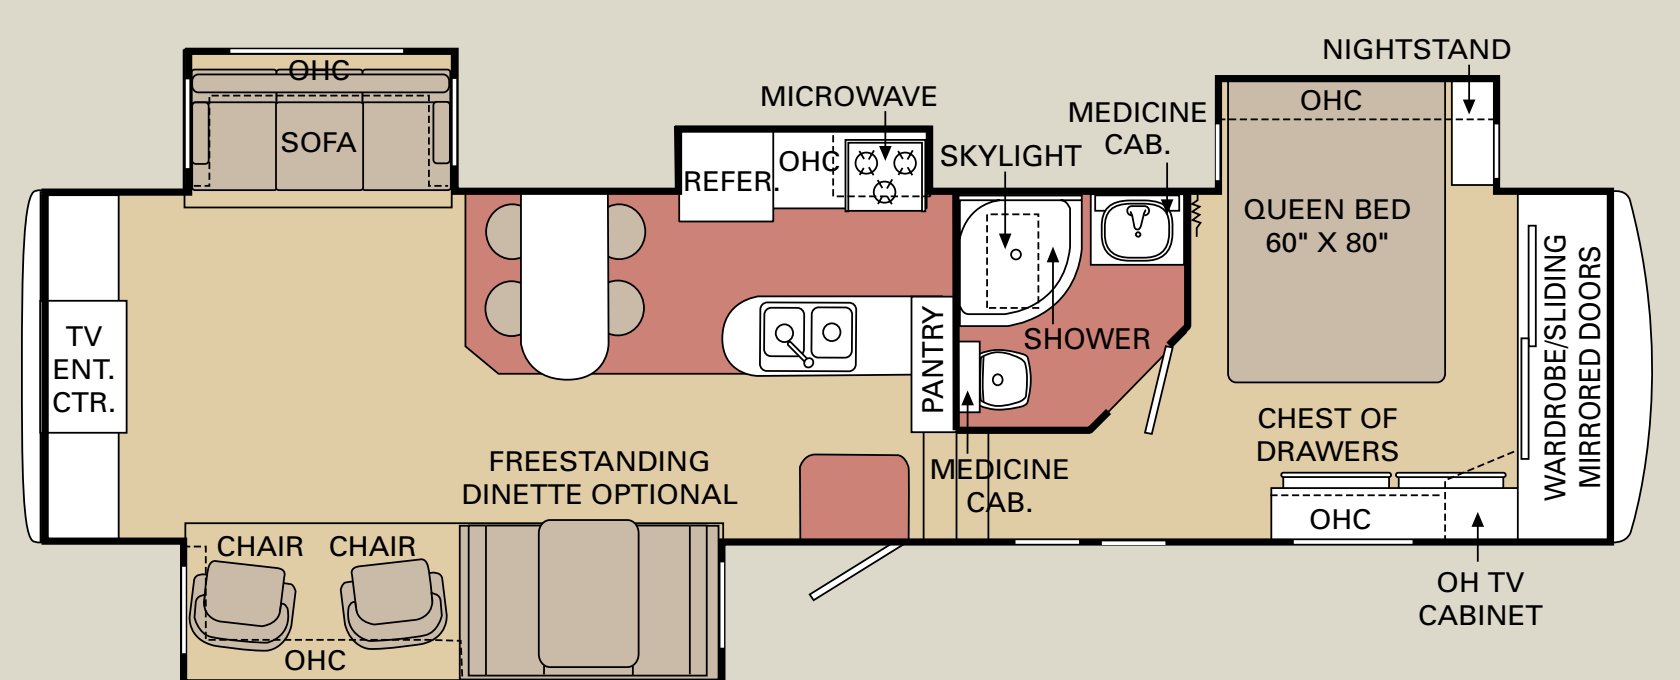 NIGHTSTAND
OHC
MICROWAVE
MEDICINE
CAB.
OHC
SOFA
SKYLIGHT
OHC
REFER.
QUEEN BED
60" X 80"
WARDROBE/SLIDING
MIRRORED DOORS
TV
ENT.
CTR.
PANTRY
SHOWER
CHEST OF
DRAWERS
FREESTANDING
DINETTE OPTIONAL
MEDICINE
CAB.
OHC
CHAIR
CHAIR
OH TV
CABINET
OHC